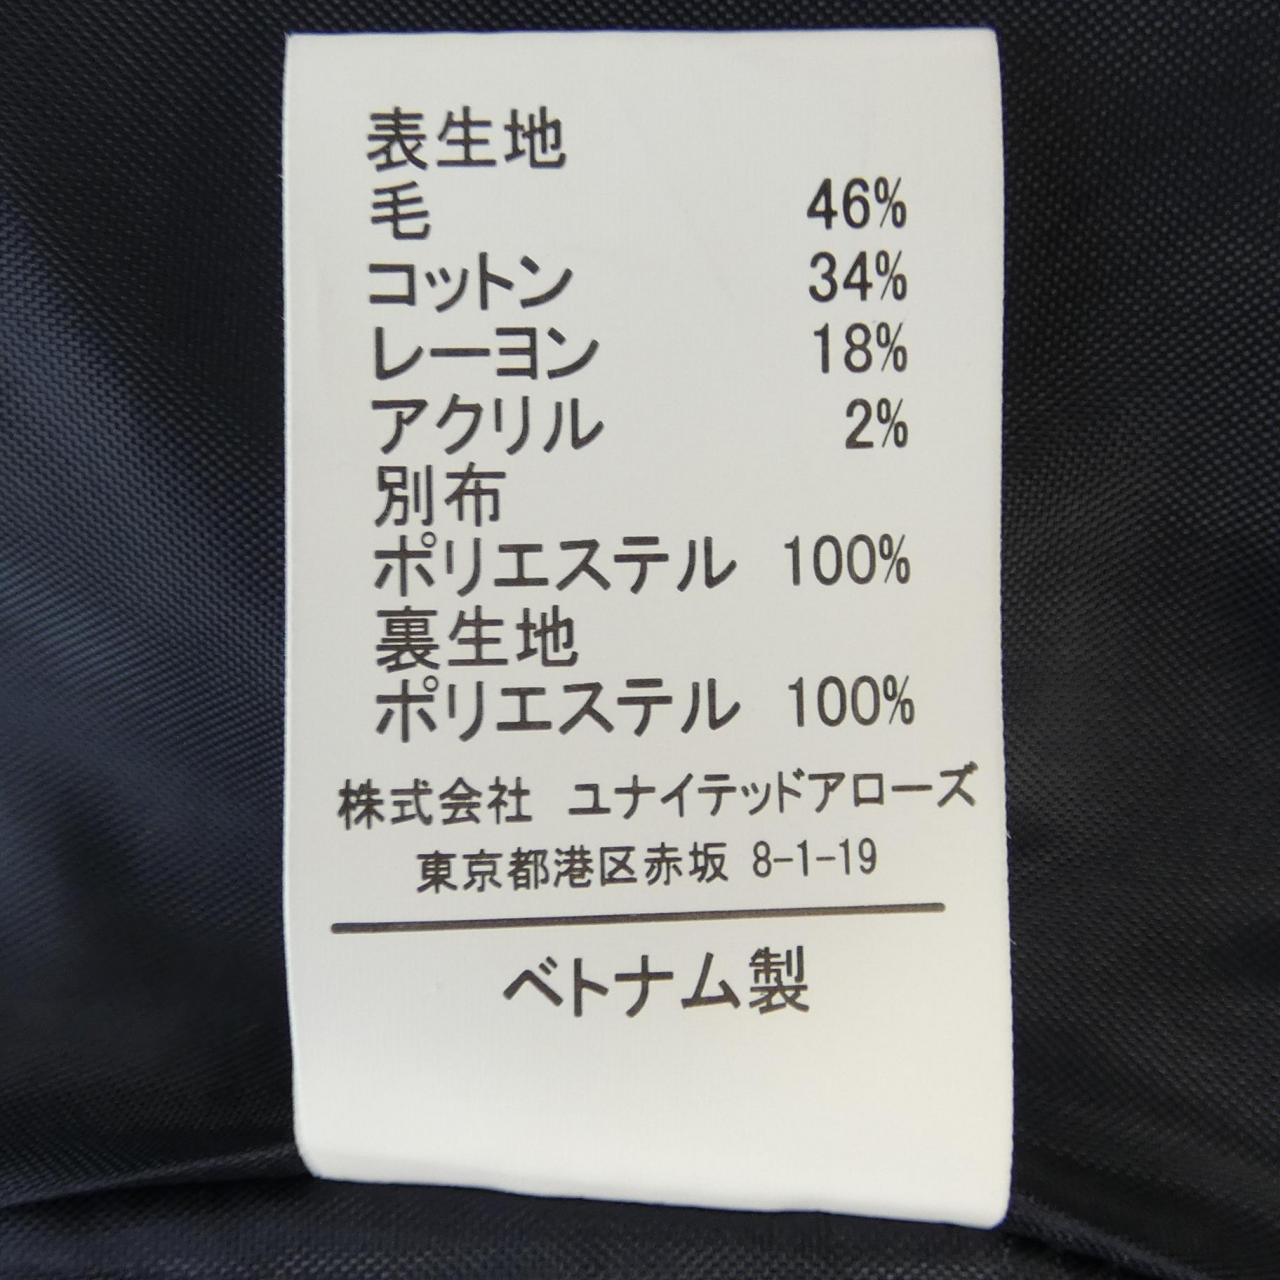 表生地
毛 46%
コットン 34%
レーヨン 18%
アクリル 2%
別布
ポリエステル 100%
裏生地
ポリエステル 100%
株式会社 ユナイテッドアローズ
東京都港区赤坂 8-1-19
ベトナム製